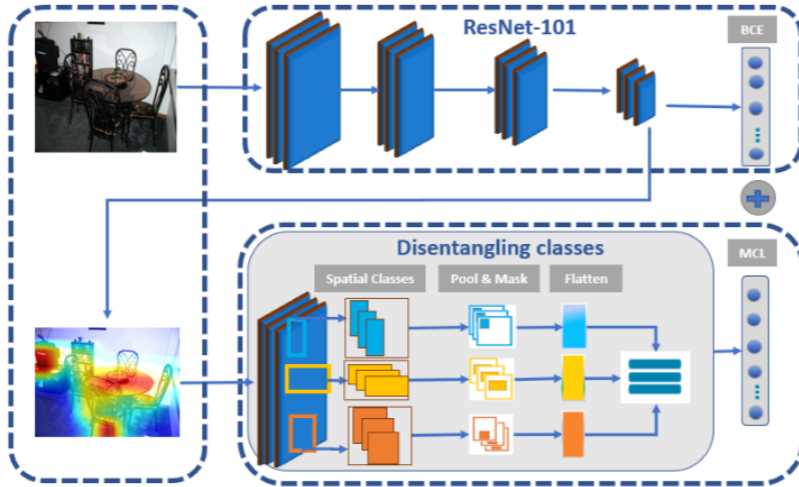 ResNet-101
BCE
Disentangling classes
MCL
Spatial Classes
Pool & Mask
Flatten